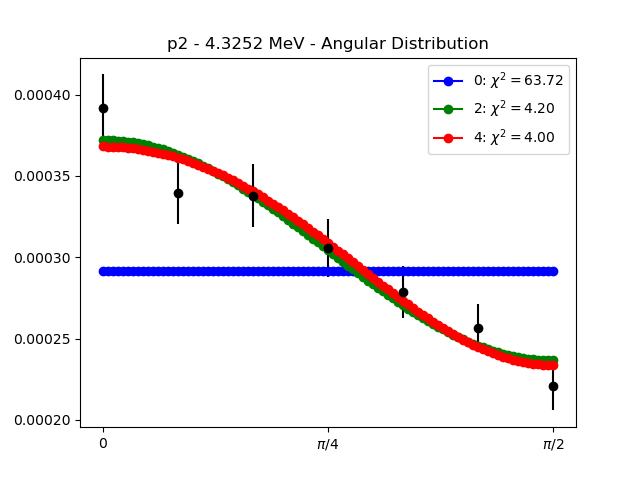 p2 - 4.3252 MeV - Angular Distribution
0: χ² = 63.72
2: χ² = 4.20
4: χ² = 4.00
0.00040
0.00035
0.00030
0.00025
0.00020
0
π/4
π/2